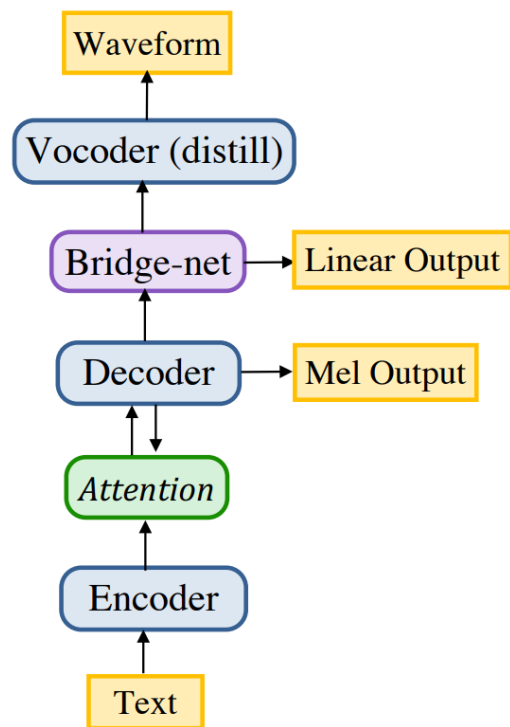 Waveform
Vocoder (distill)
Bridge-net
Linear Output
Decoder
Mel Output
Attention
Encoder
Text